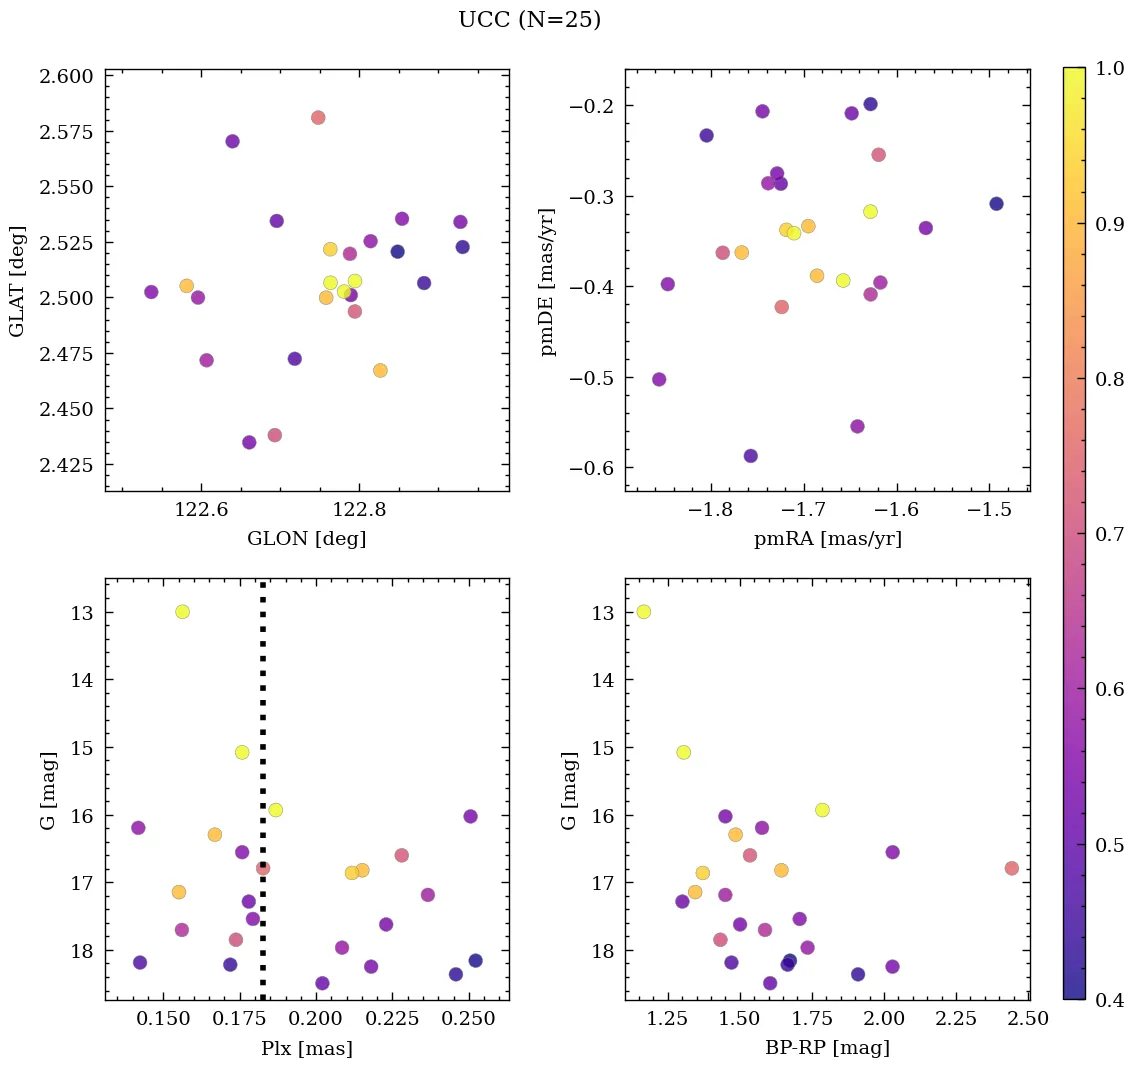 UCC (N=25)
2.600
2.575
2.550
2.525
2.500
2.475
2.450
2.425
GLAT [deg]
122.6 122.8
GLON [deg]
−0.2
−0.3
−0.4
−0.5
−0.6
pmDE [mas/yr]
−1.8 −1.7 −1.6 −1.5
pmRA [mas/yr]
13
14
15
16
17
18
G [mag]
0.150 0.175 0.200 0.225 0.250
Plx [mas]
13
14
15
16
17
18
G [mag]
1.25 1.50 1.75 2.00 2.25 2.50
BP-RP [mag]
1.0
0.9
0.8
0.7
0.6
0.5
0.4